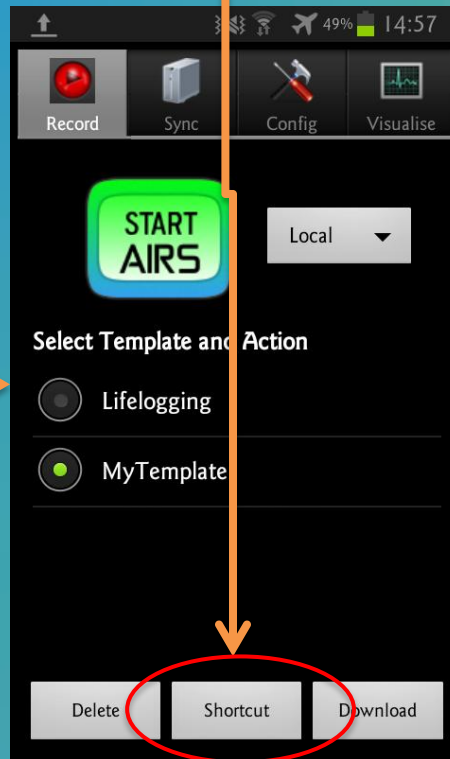 49% 14:57
Record Sync Config Visualise
START
AIRS
Local
Select Template and Action
Lifelogging
MyTemplate
Delete Shortcut Download